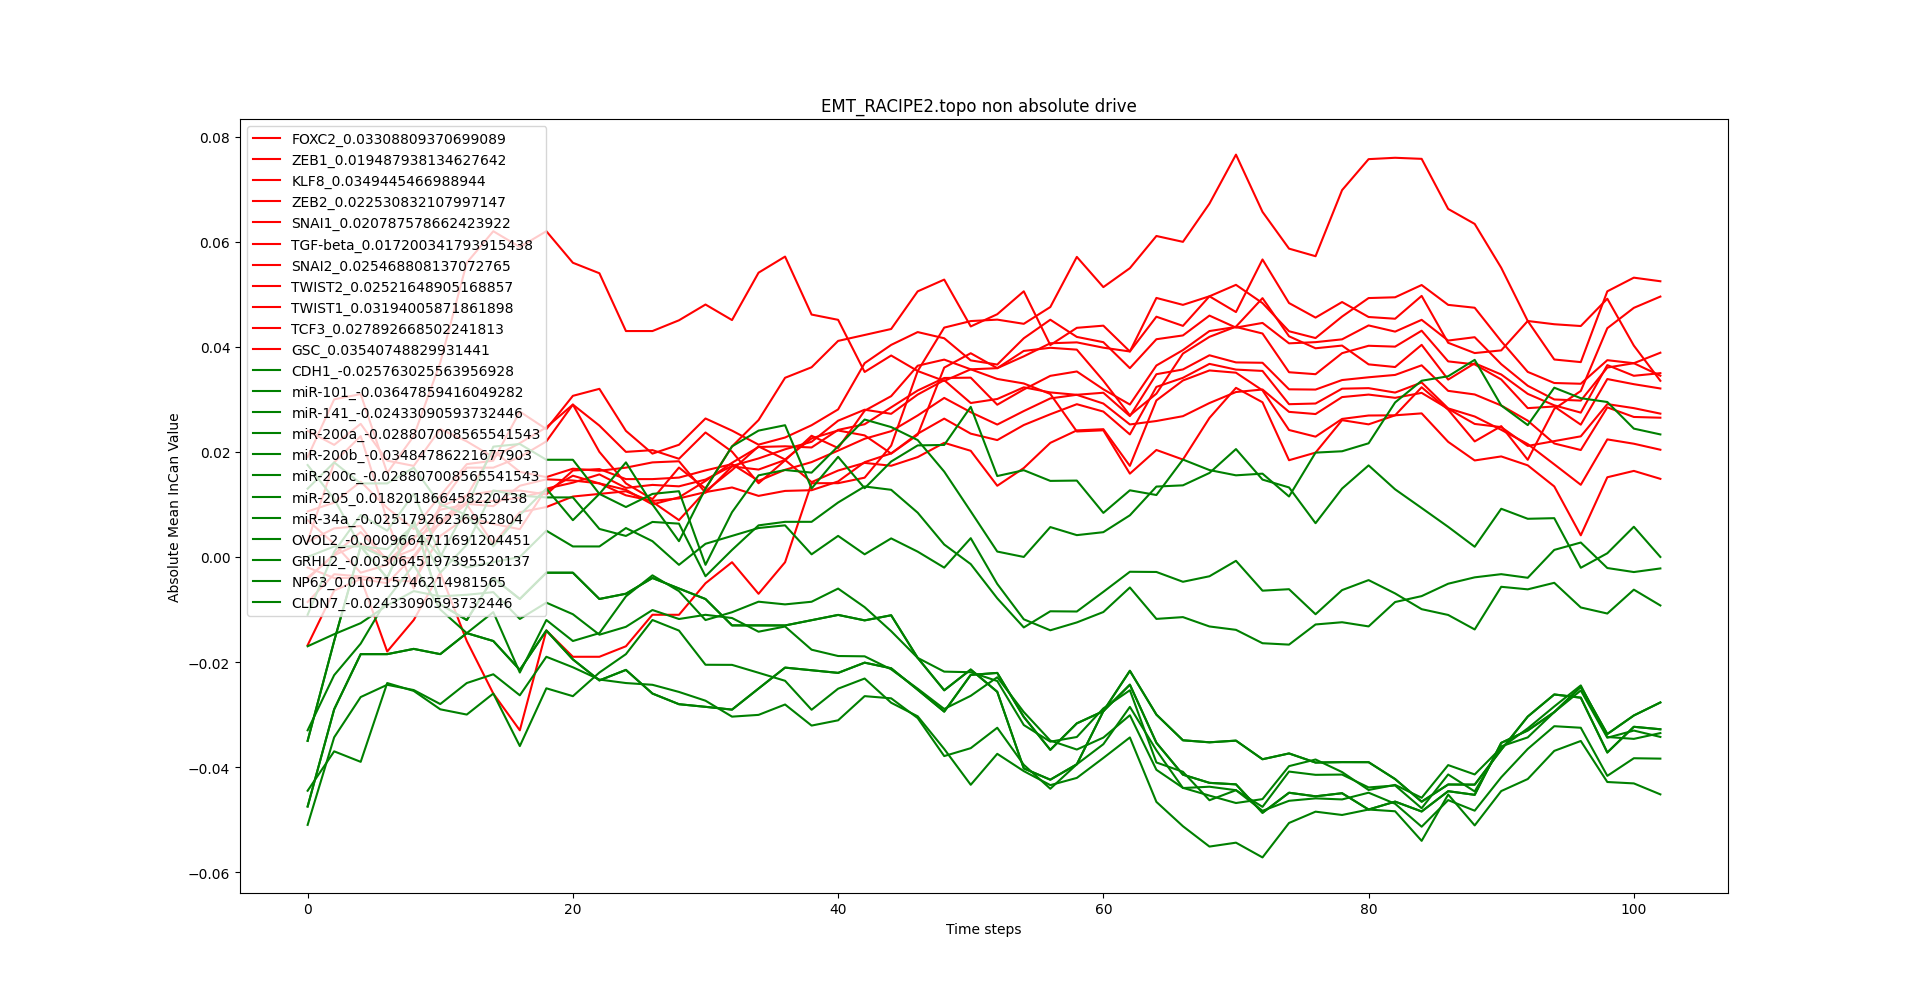 EMT_RACIPE2.topo non absolute drive
FOXC2_0.03308809370699089
ZEB1_0.019487938134627642
KLF8_0.0349445466988944
ZEB2_0.022530832107997147
SNAI1_0.020787578662423922
TGF-beta_0.017200341793915438
SNAI2_0.025468808137072765
TWIST2_0.02521648905168857
TWIST1_0.03194005871861898
TCF3_0.027892668502241813
GSC_0.03540748829931441
CDH1_-0.025763025563956928
miR-101_-0.03647859416049282
miR-141_-0.02433090593732446
miR-200a_-0.028807008565541543
miR-200b_-0.03484786221677903
miR-200c_-0.028807008565541543
miR-205_0.018201866458220438
miR-34a_-0.02517926236952804
OVOL2_-0.0009664711691204451
GRHL2_-0.0030645197395520137
NP63_0.010715746214981565
CLDN7_-0.02433090593732446
0.08
0.06
0.04
0.02
0.00
−0.02
−0.04
−0.06
Absolute Mean InCan Value
0
20
40
60
80
100
Time steps